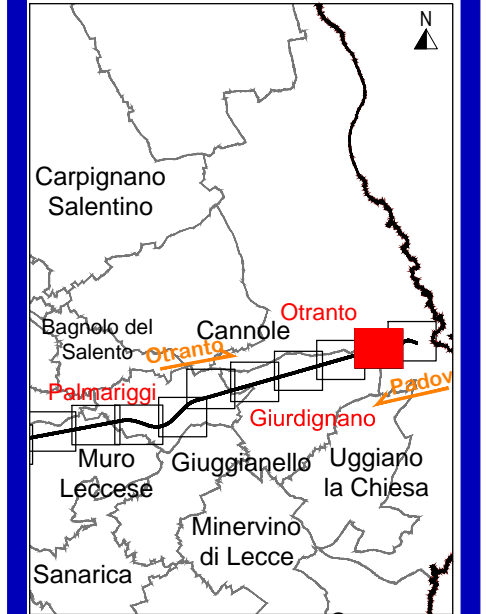 N
Carpignano
Salentino
Otranto
Bagnolo del
Salento
Cannole
Otranto
Padov
Palmariggi
Giurdignano
Muro
Leccese
Giuggianello
Uggiano
la Chiesa
Minervino
di Lecce
Sanarica